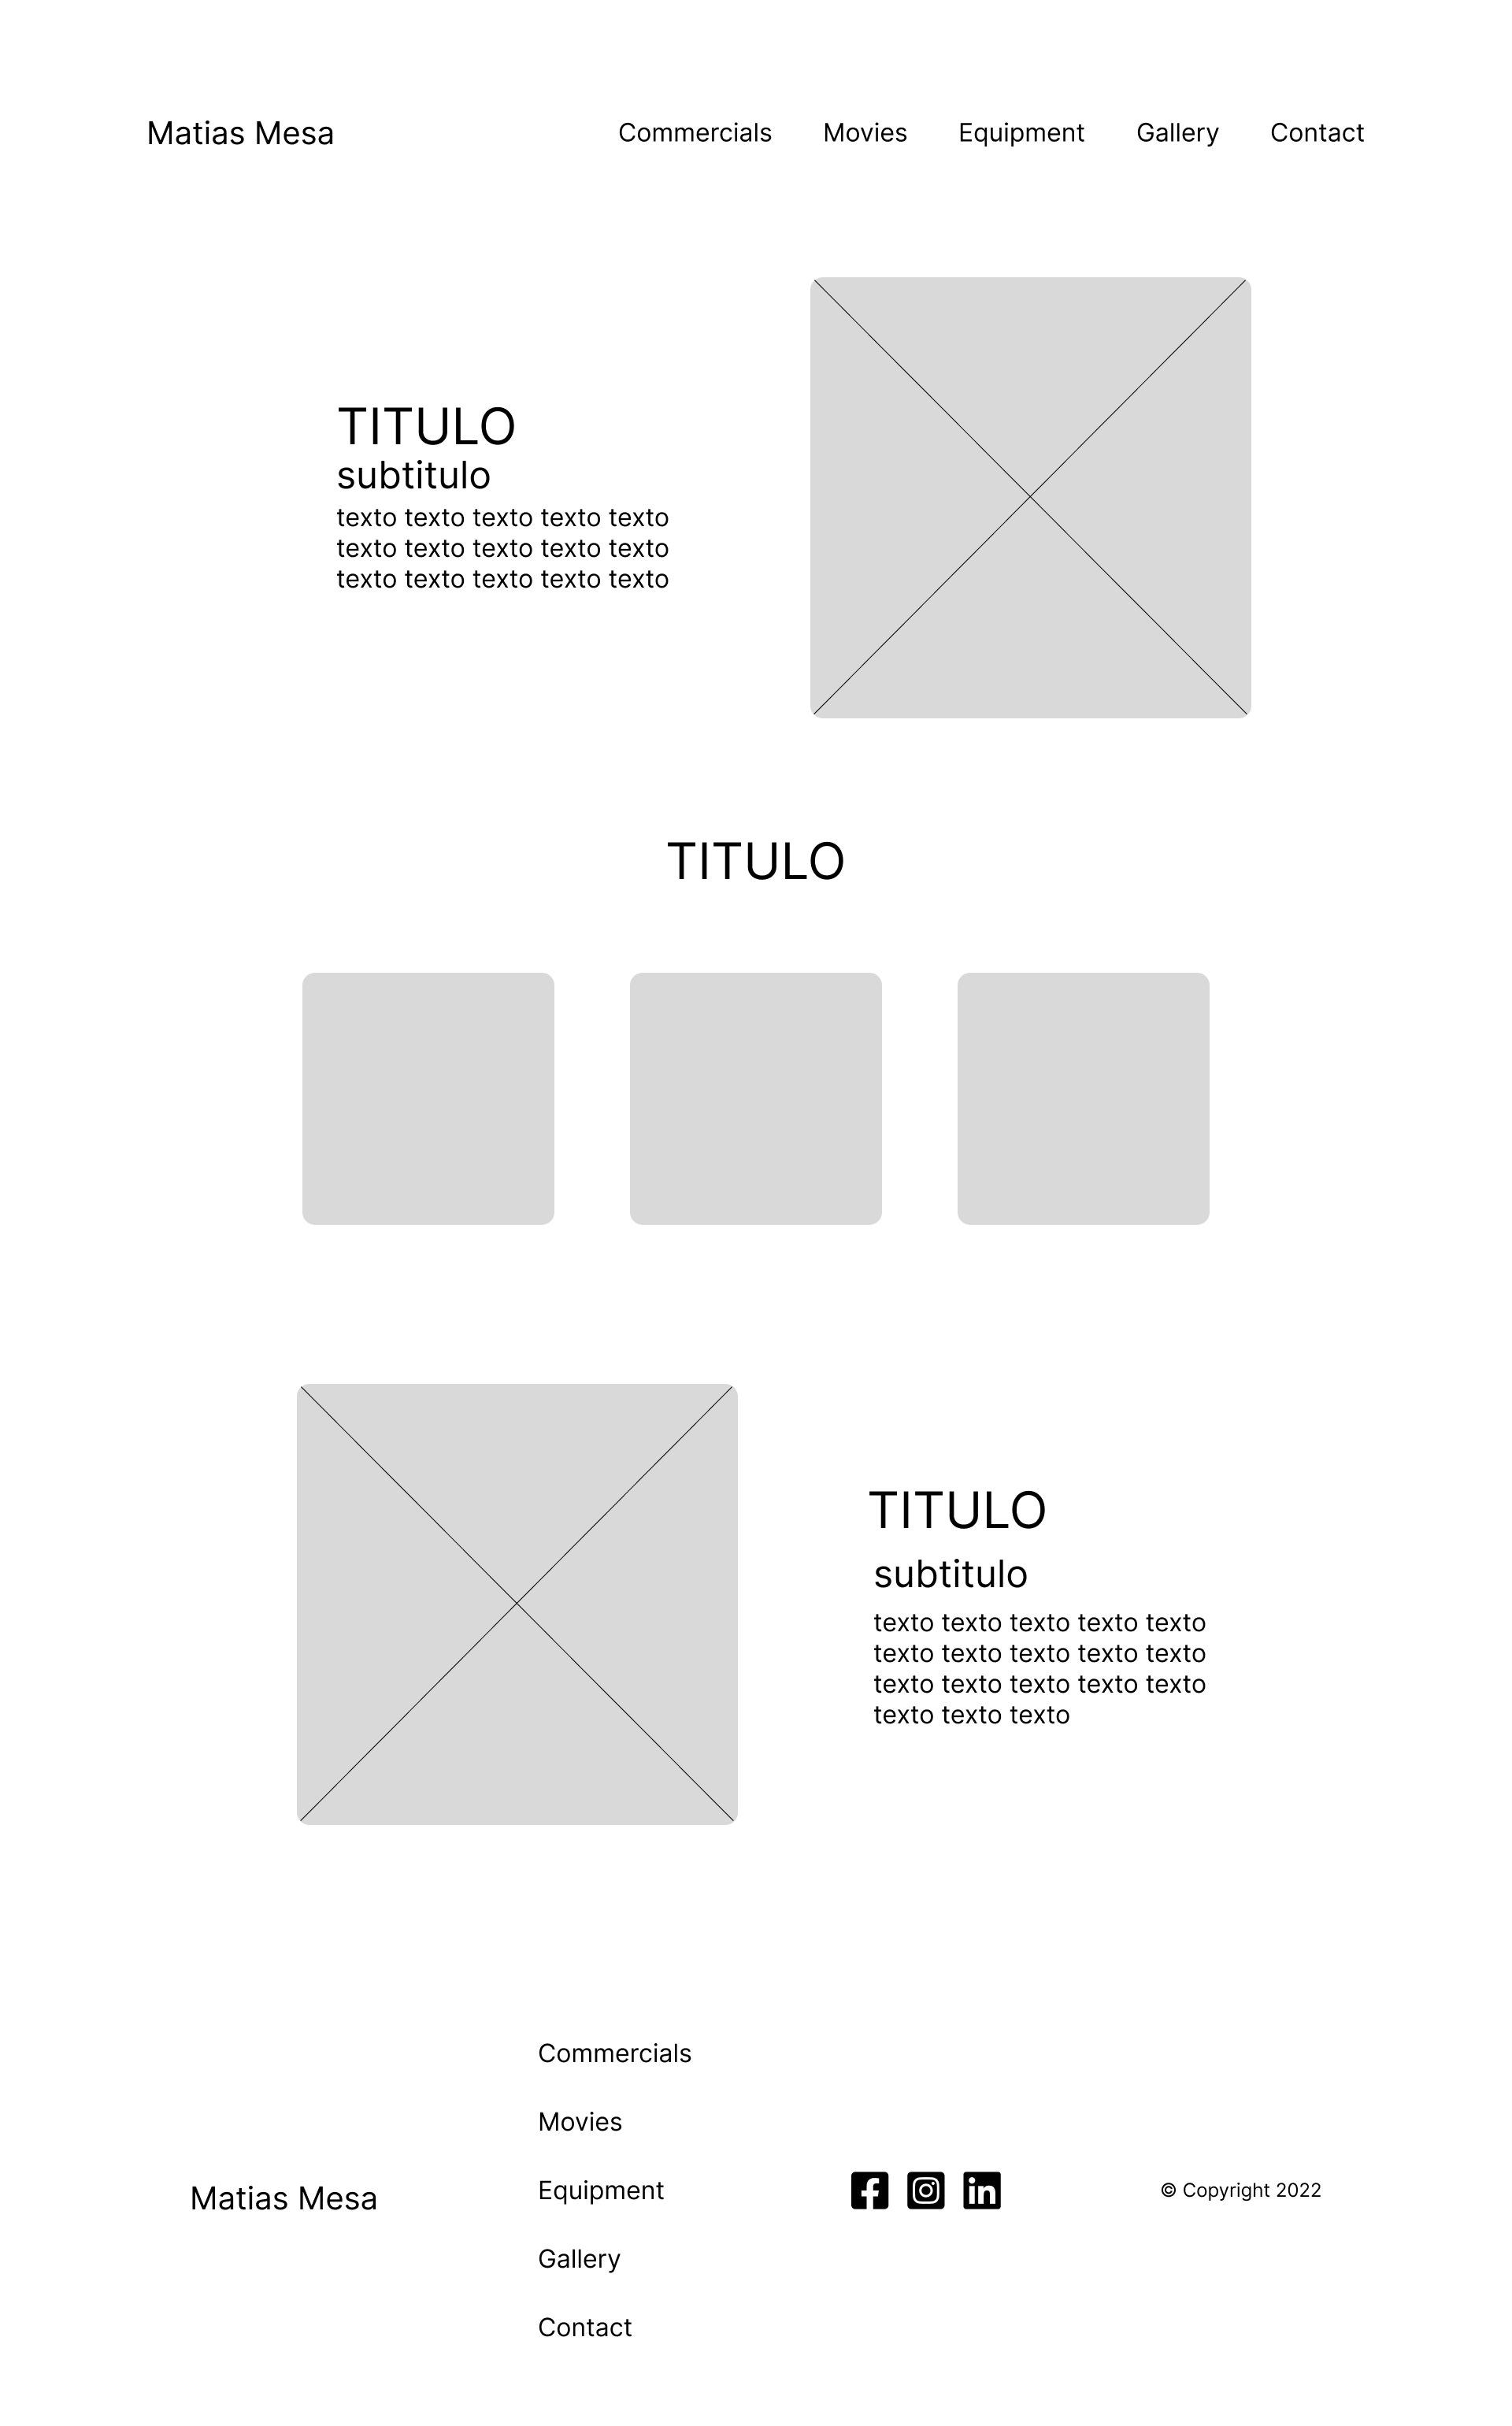 Matias Mesa
Commercials Movies Equipment Gallery Contact
TITULO
subtitulo
texto texto texto texto texto
texto texto texto texto texto
texto texto texto texto texto
TITULO
TITULO
subtitulo
texto texto texto texto texto
texto texto texto texto texto
texto texto texto texto texto
texto texto texto
Matias Mesa
Commercials
Movies
Equipment
Gallery
Contact
© Copyright 2022